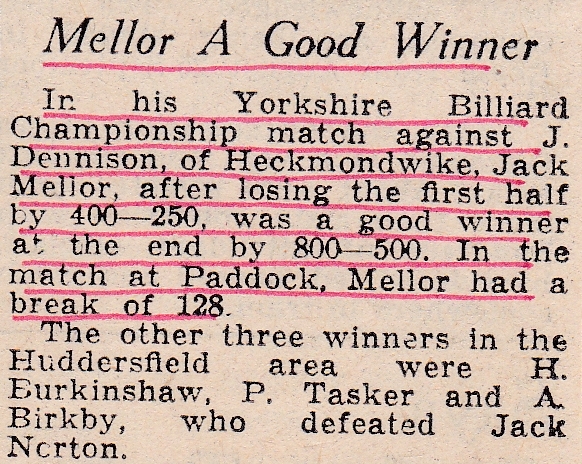 Mellor A Good Winner
In his Yorkshire Billiard
Championship match against J.
Dennison, of Heckmondwike, Jack
Mellor, after losing the first half
by 400—250, was a good winner
at the end by 800—500. In the
match at Paddock, Mellor had a
break of 128.
The other three winners in the
Huddersfield area were H.
Burkinshaw, P. Tasker and A.
Birkby, who defeated Jack
Norton.